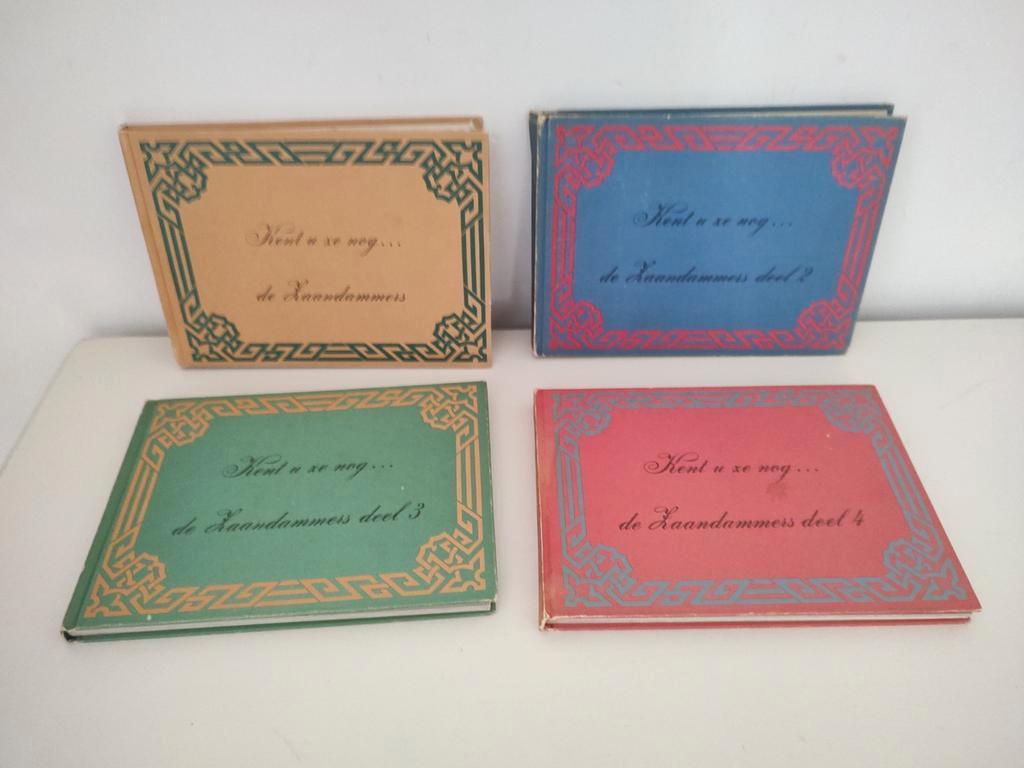 Kent u ze nog...
de Zaandammers
Kent u ze nog...
de Zaandammers deel 2
Kent u ze nog...
de Zaandammers deel 3
Kent u ze nog...
de Zaandammers deel 4